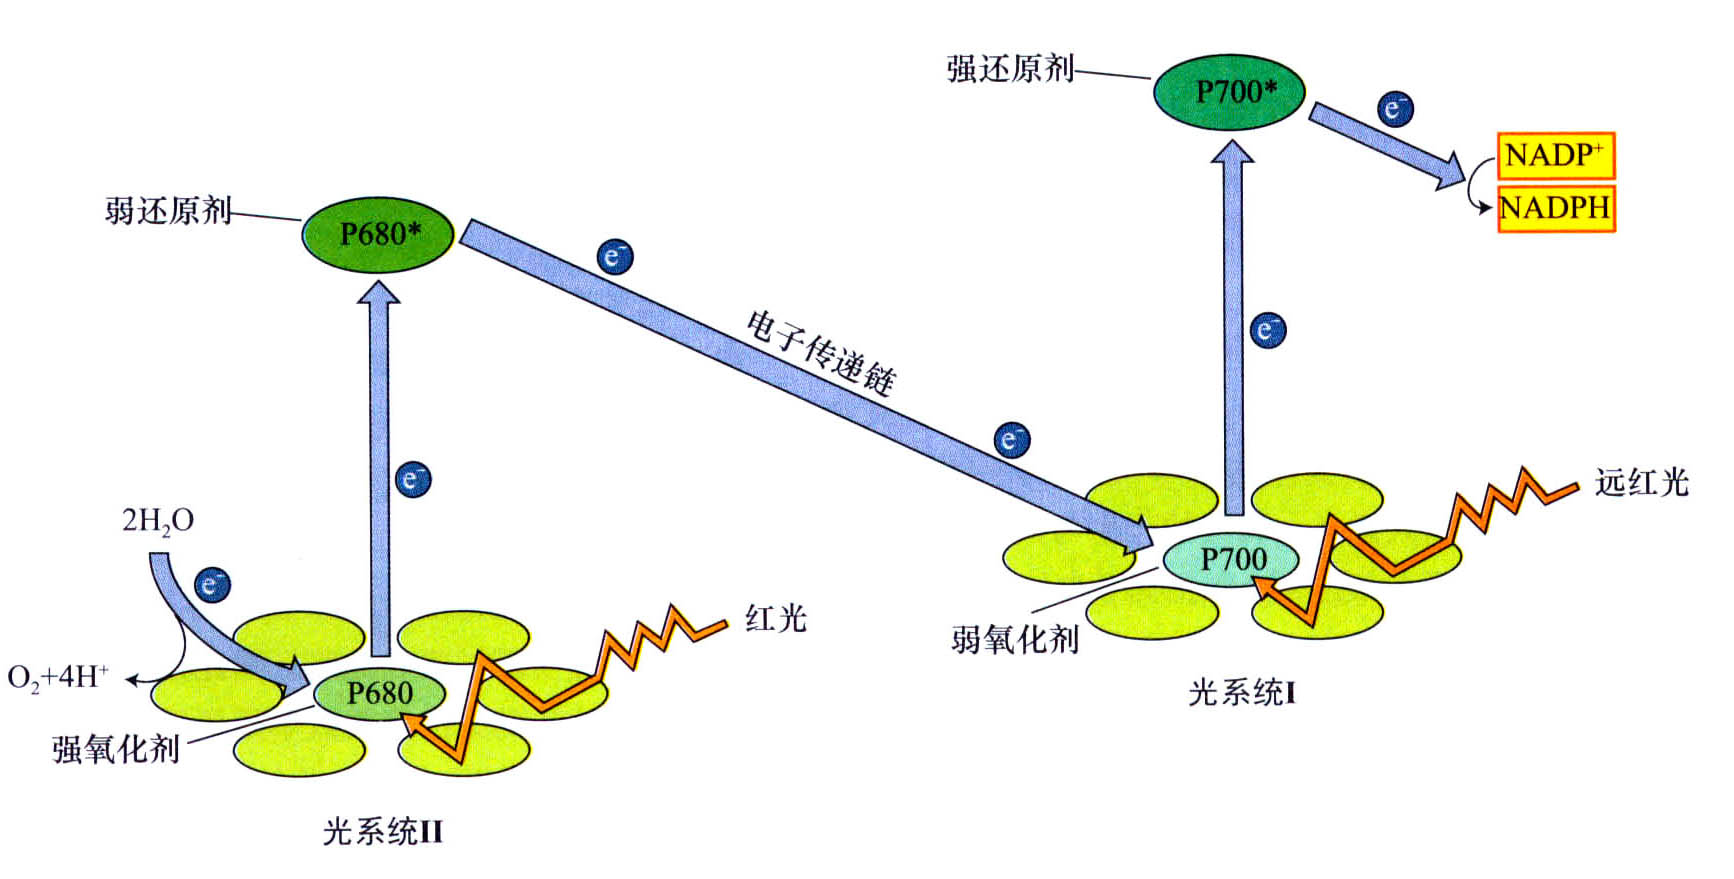 强还原剂
P700*
e⁻
NADP⁺
NADPH
弱还原剂
P680*
e⁻
电子传递链
e⁻
e⁻
e⁻
远红光
2H₂O
e⁻
P700
弱氧化剂
光系统I
红光
O₂+4H⁺
P680
强氧化剂
光系统II